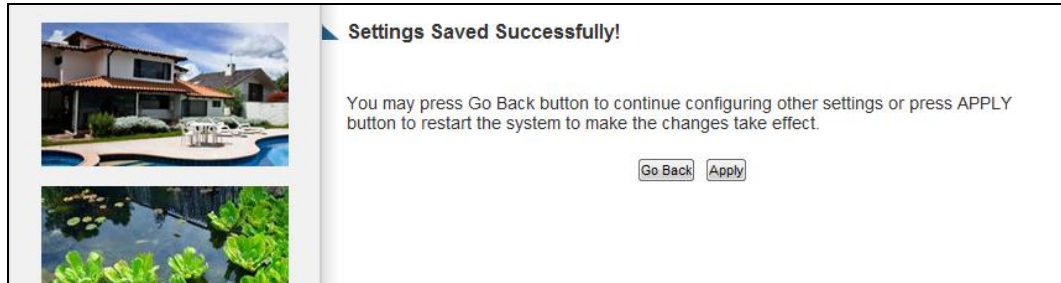 Settings Saved Successfully!
You may press Go Back button to continue configuring other settings or press APPLY
button to restart the system to make the changes take effect.
Go Back Apply